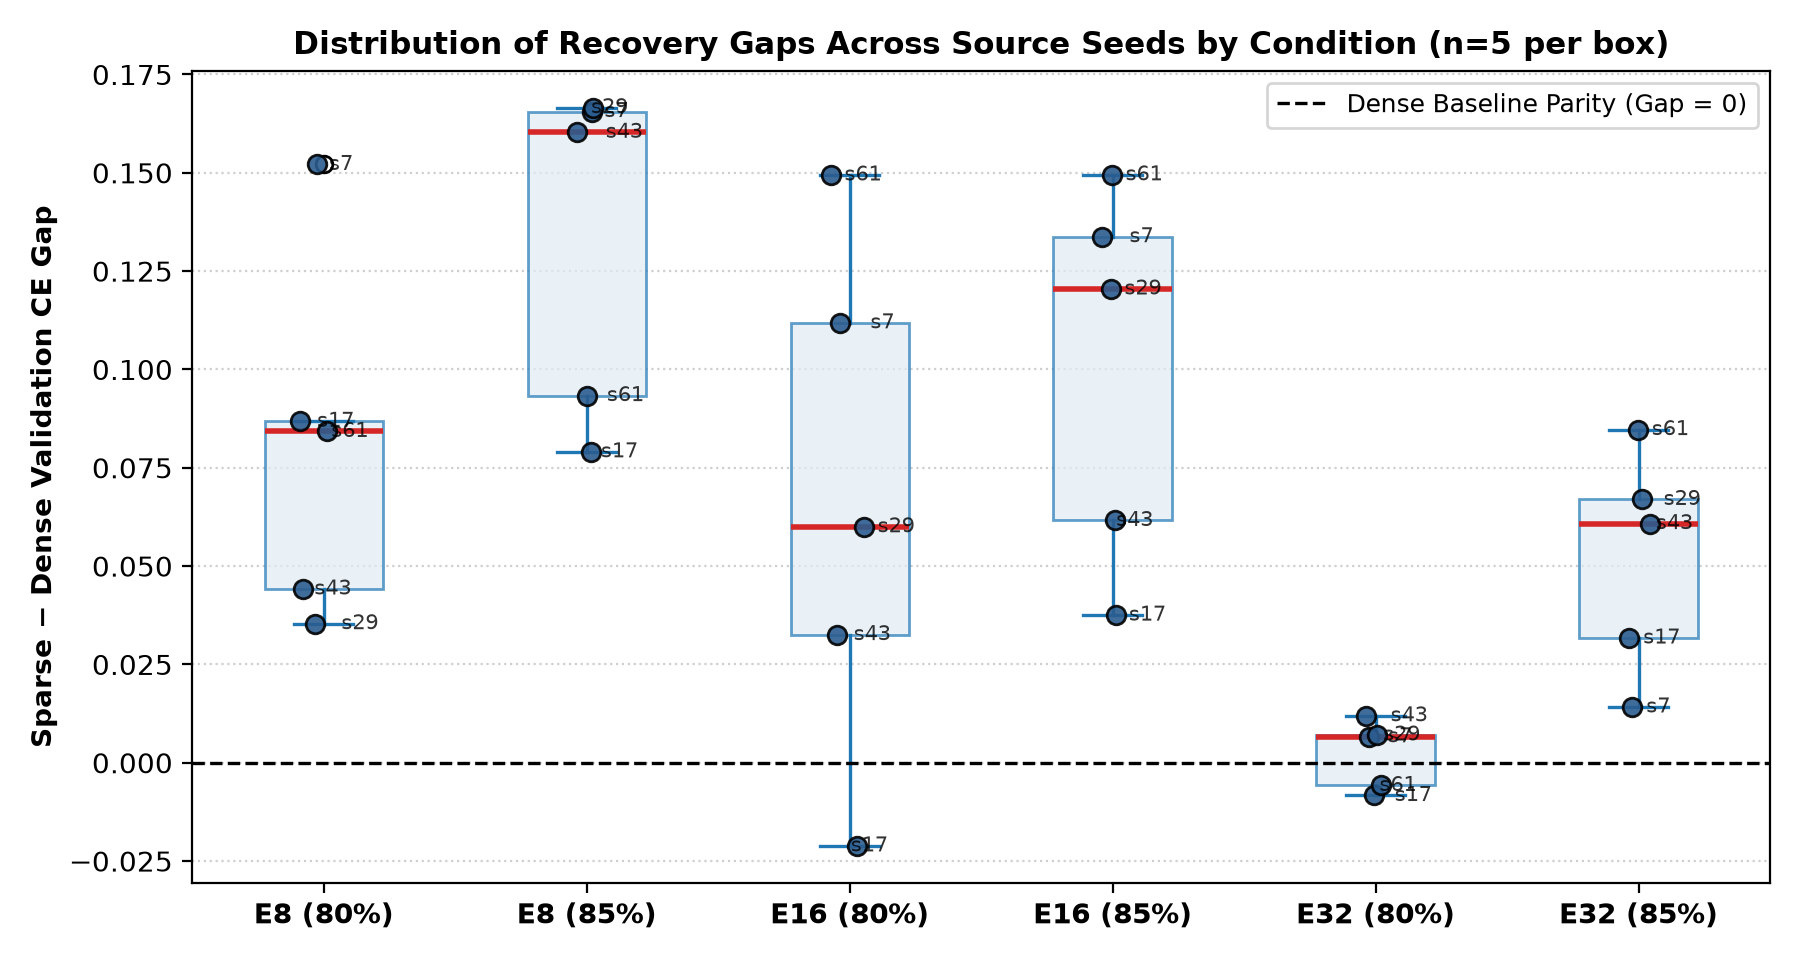 Distribution of Recovery Gaps Across Source Seeds by Condition (n=5 per box)
Sparse − Dense Validation CE Gap
0.175
0.150
0.125
0.100
0.075
0.050
0.025
0.000
−0.025
Dense Baseline Parity (Gap = 0)
s7
s17
s61
s43
s29
s29
s7
s43
s61
s17
s61
s7
s29
s43
s17
s61
s7
s29
s43
s17
s43
s29
s7
s61
s17
s61
s29
s43
s17
s7
E8 (80%)
E8 (85%)
E16 (80%)
E16 (85%)
E32 (80%)
E32 (85%)